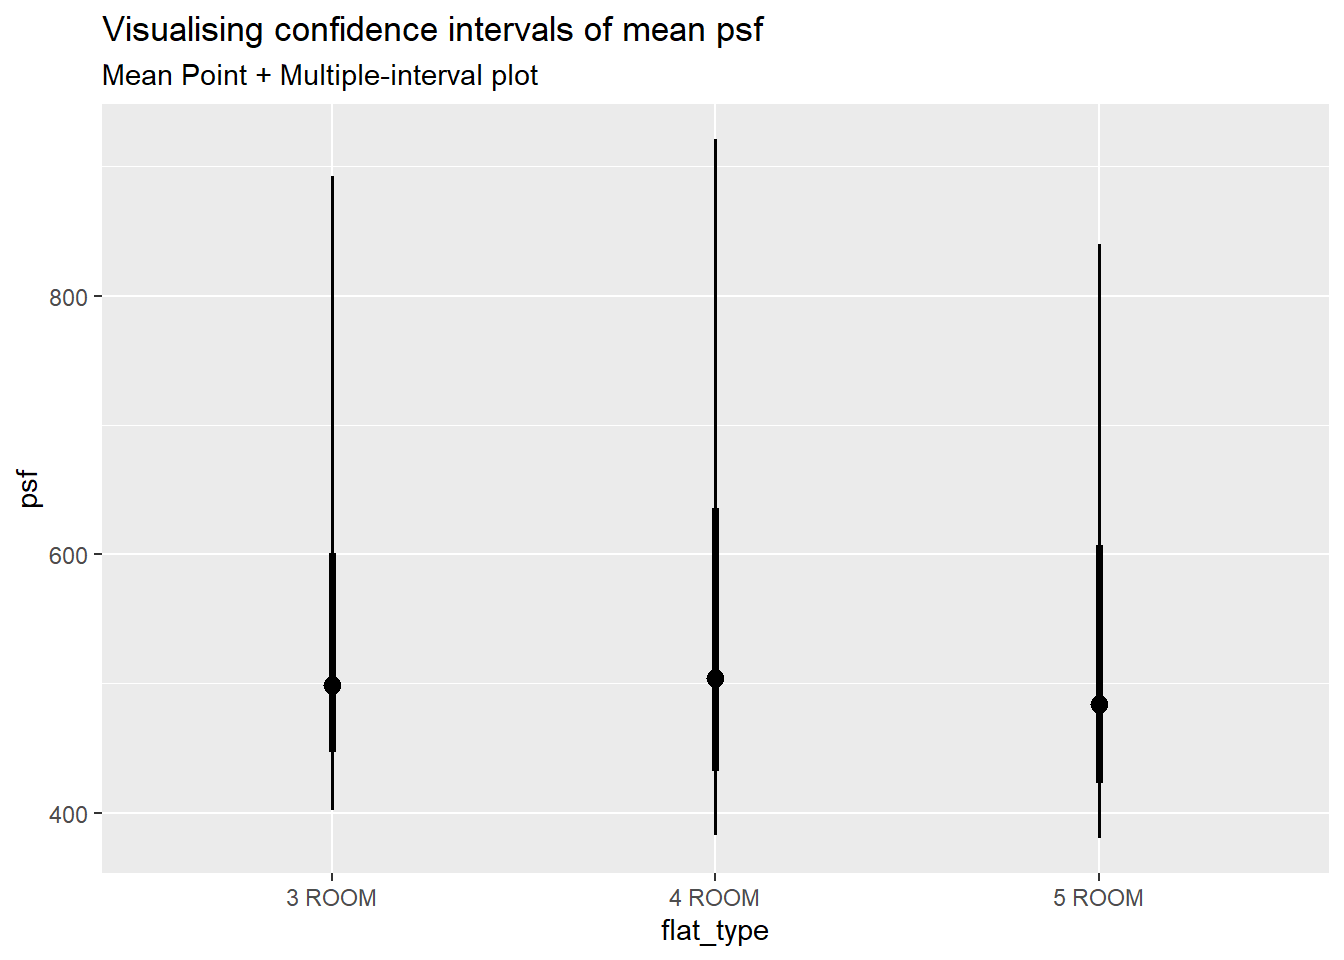 Visualising confidence intervals of mean psf
Mean Point + Multiple-interval plot
psf
800
600
400
3 ROOM
4 ROOM
5 ROOM
flat_type